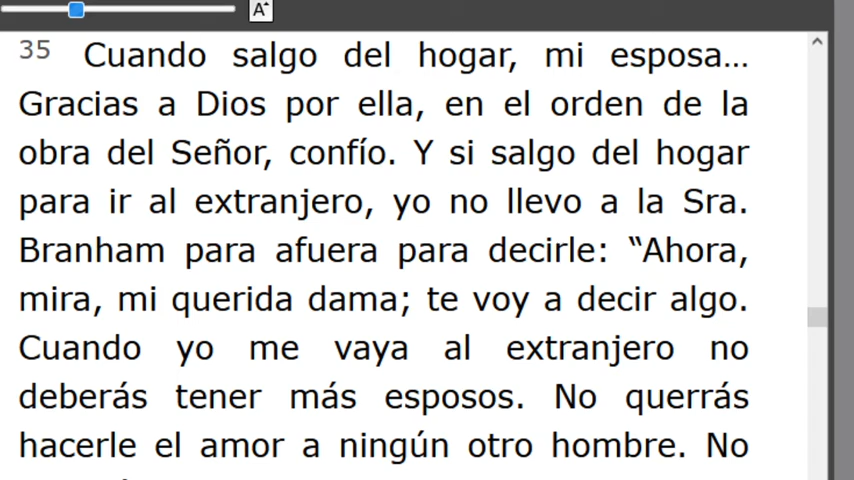 A
35 Cuando salgo del hogar, mi esposa...
Gracias a Dios por ella, en el orden de la
obra del Señor, confío. Y si salgo del hogar
para ir al extranjero, yo no llevo a la Sra.
Branham para afuera para decirle: “Ahora,
mira, mi querida dama; te voy a decir algo.
Cuando yo me vaya al extranjero no
deberás tener más esposos. No querrás
hacerle el amor a ningún otro hombre. No